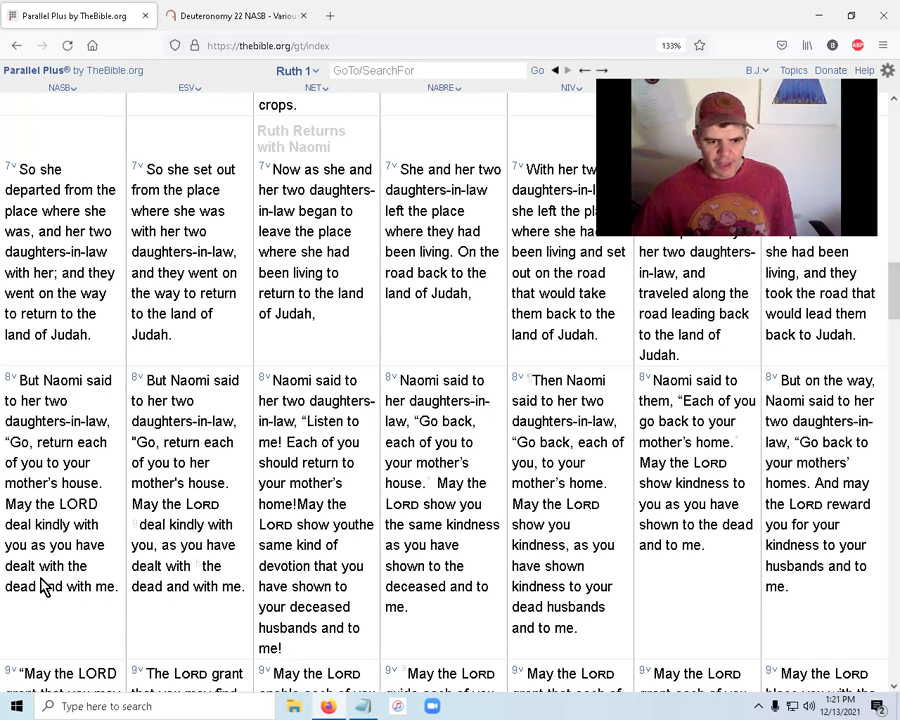 Parallel Plus by TheBible.org
Deuteronomy 22 NASB - Variou
https://thebible.org/gt/index
133%
Parallel Plus® by TheBible.org
Ruth 1
GoTo/SearchFor
Go
B.J.
Topics
Donate
Help
NASB
ESV
NET
NABRE
NIV
7v So she
departed from the
place where she
was, and her two
daughters-in-law
with her; and they
went on the way
to return to the
land of Judah.
8v But Naomi said
to her two
daughters-in-law,
“Go, return each
of you to your
mother’s house.
May the LORD
deal kindly with
you as you have
dealt with the
dead and with me.
9v “May the LORD
7v So she set out
from the place
where she was
with her two
daughters-in-law,
and they went on
the way to return
to the land of
Judah.
8v But Naomi said
to her two
daughters-in-law,
"Go, return each
of you to her
mother's house.
May the LORD
deal kindly with
you, as you have
dealt with the
dead and with me.
9v The LORD grant
crops.
Ruth Returns
with Naomi
7v Now as she and
her two daughters-
in-law began to
leave the place
where she had
been living to
return to the land
of Judah,
8v Naomi said to
her two daughters-
in-law, “Listen to
me! Each of you
should return to
your mother’s
home!May the
LORD show youthe
same kind of
devotion that you
have shown to
your deceased
husbands and to
me!
9v May the LORD
7v She and her two
daughters-in-law
left the place
where they had
been living. On the
road back to the
land of Judah,
8v Naomi said to
her daughters-in-
law, “Go back,
each of you to
your mother’s
house. May the
LORD show you
the same kindness
as you have
shown to the
deceased and to
me.
9v May the LORD
7v With her tw
daughters-in-l
she left the pla
where she ha
been living and set
out on the road
that would take
them back to the
land of Judah.
8v Then Naomi
said to her two
daughters-in-law,
“Go back, each of
you, to your
mother’s home.
May the LORD
show you
kindness, as you
have shown
kindness to your
dead husbands
and to me.
9v May the LORD
her two daughters-
in-law, and
traveled along the
road leading back
to the land of
Judah.
8v Naomi said to
them, “Each of you
go back to your
mother’s home.
May the LORD
show kindness to
you as you have
shown to the dead
and to me.
9v May the LORD
she had been
living, and they
took the road that
would lead them
back to Judah.
8v But on the way,
Naomi said to her
two daughters-in-
law, “Go back to
your mothers’
homes. And may
the LORD reward
you for your
kindness to your
husbands and to
me.
9v May the LORD
Type here to search
1:21 PM
12/13/2021
2